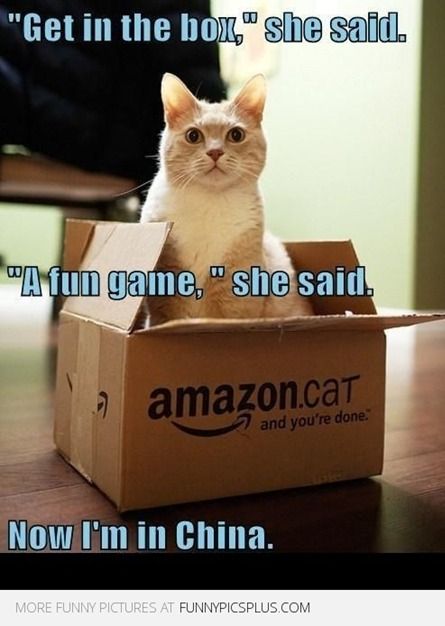 "Get in the box," she said.
"A fun game, " she said.
amazon.caT
and you're done.™
Now I'm in China.
MORE FUNNY PICTURES AT FUNNYPICSPLUS.COM